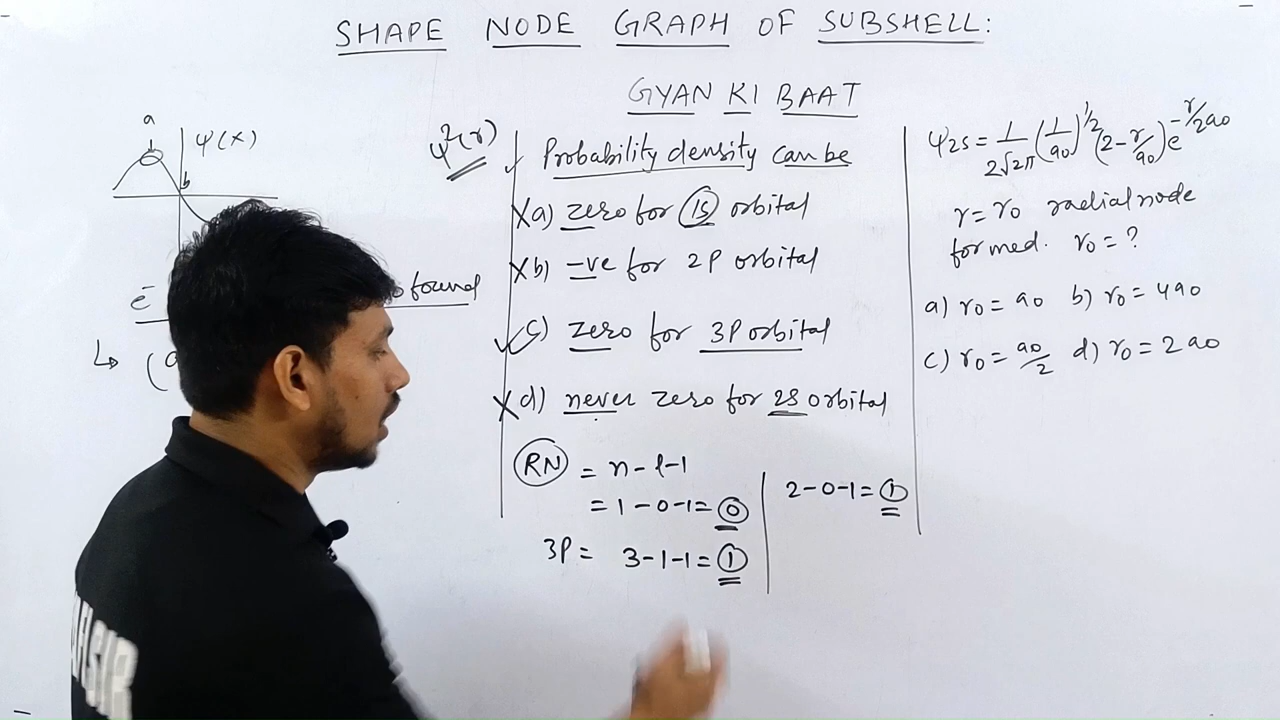 SHAPE NODE GRAPH OF SUBSHELL:
GYAN KI BAAT
a
ψ(x)
b
e⁻ found
↳ (
ψ²(r)
✓ Probability density can be
X a) zero for 1s orbital
X b) -ve for 2P orbital
✓ c) zero for 3P orbital
X d) never zero for 2s orbital
RN = n-l-1
= 1-0-1=0
3P = 3-1-1=1
2-0-1=1
ψ2s = 1/2√2π (1/a0)^1/2 (2-r/a0) e^-r/2a0
r=r0 radial node
formed. r0=?
a) r0=a0 b) r0=4a0
c) r0=a0/2 d) r0=2a0
AH SIR